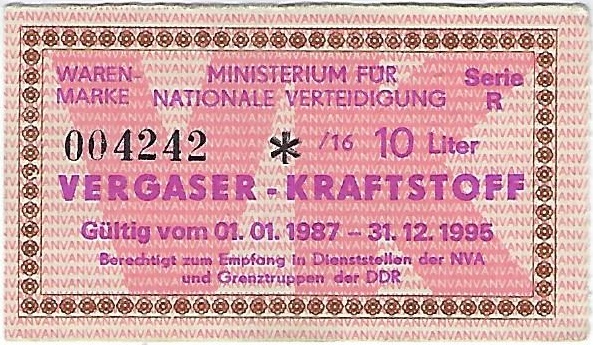 WAREN- MINISTERIUM FÜR Serie
MARKE NATIONALE VERTEIDIGUNG R
004242 * /16 10 Liter
VERGASER - KRAFTSTOFF
Gültig vom 01. 01. 1987 - 31. 12. 1995
Berechtigt zum Empfang in Dienststellen der NVA
und Grenztruppen der DDR